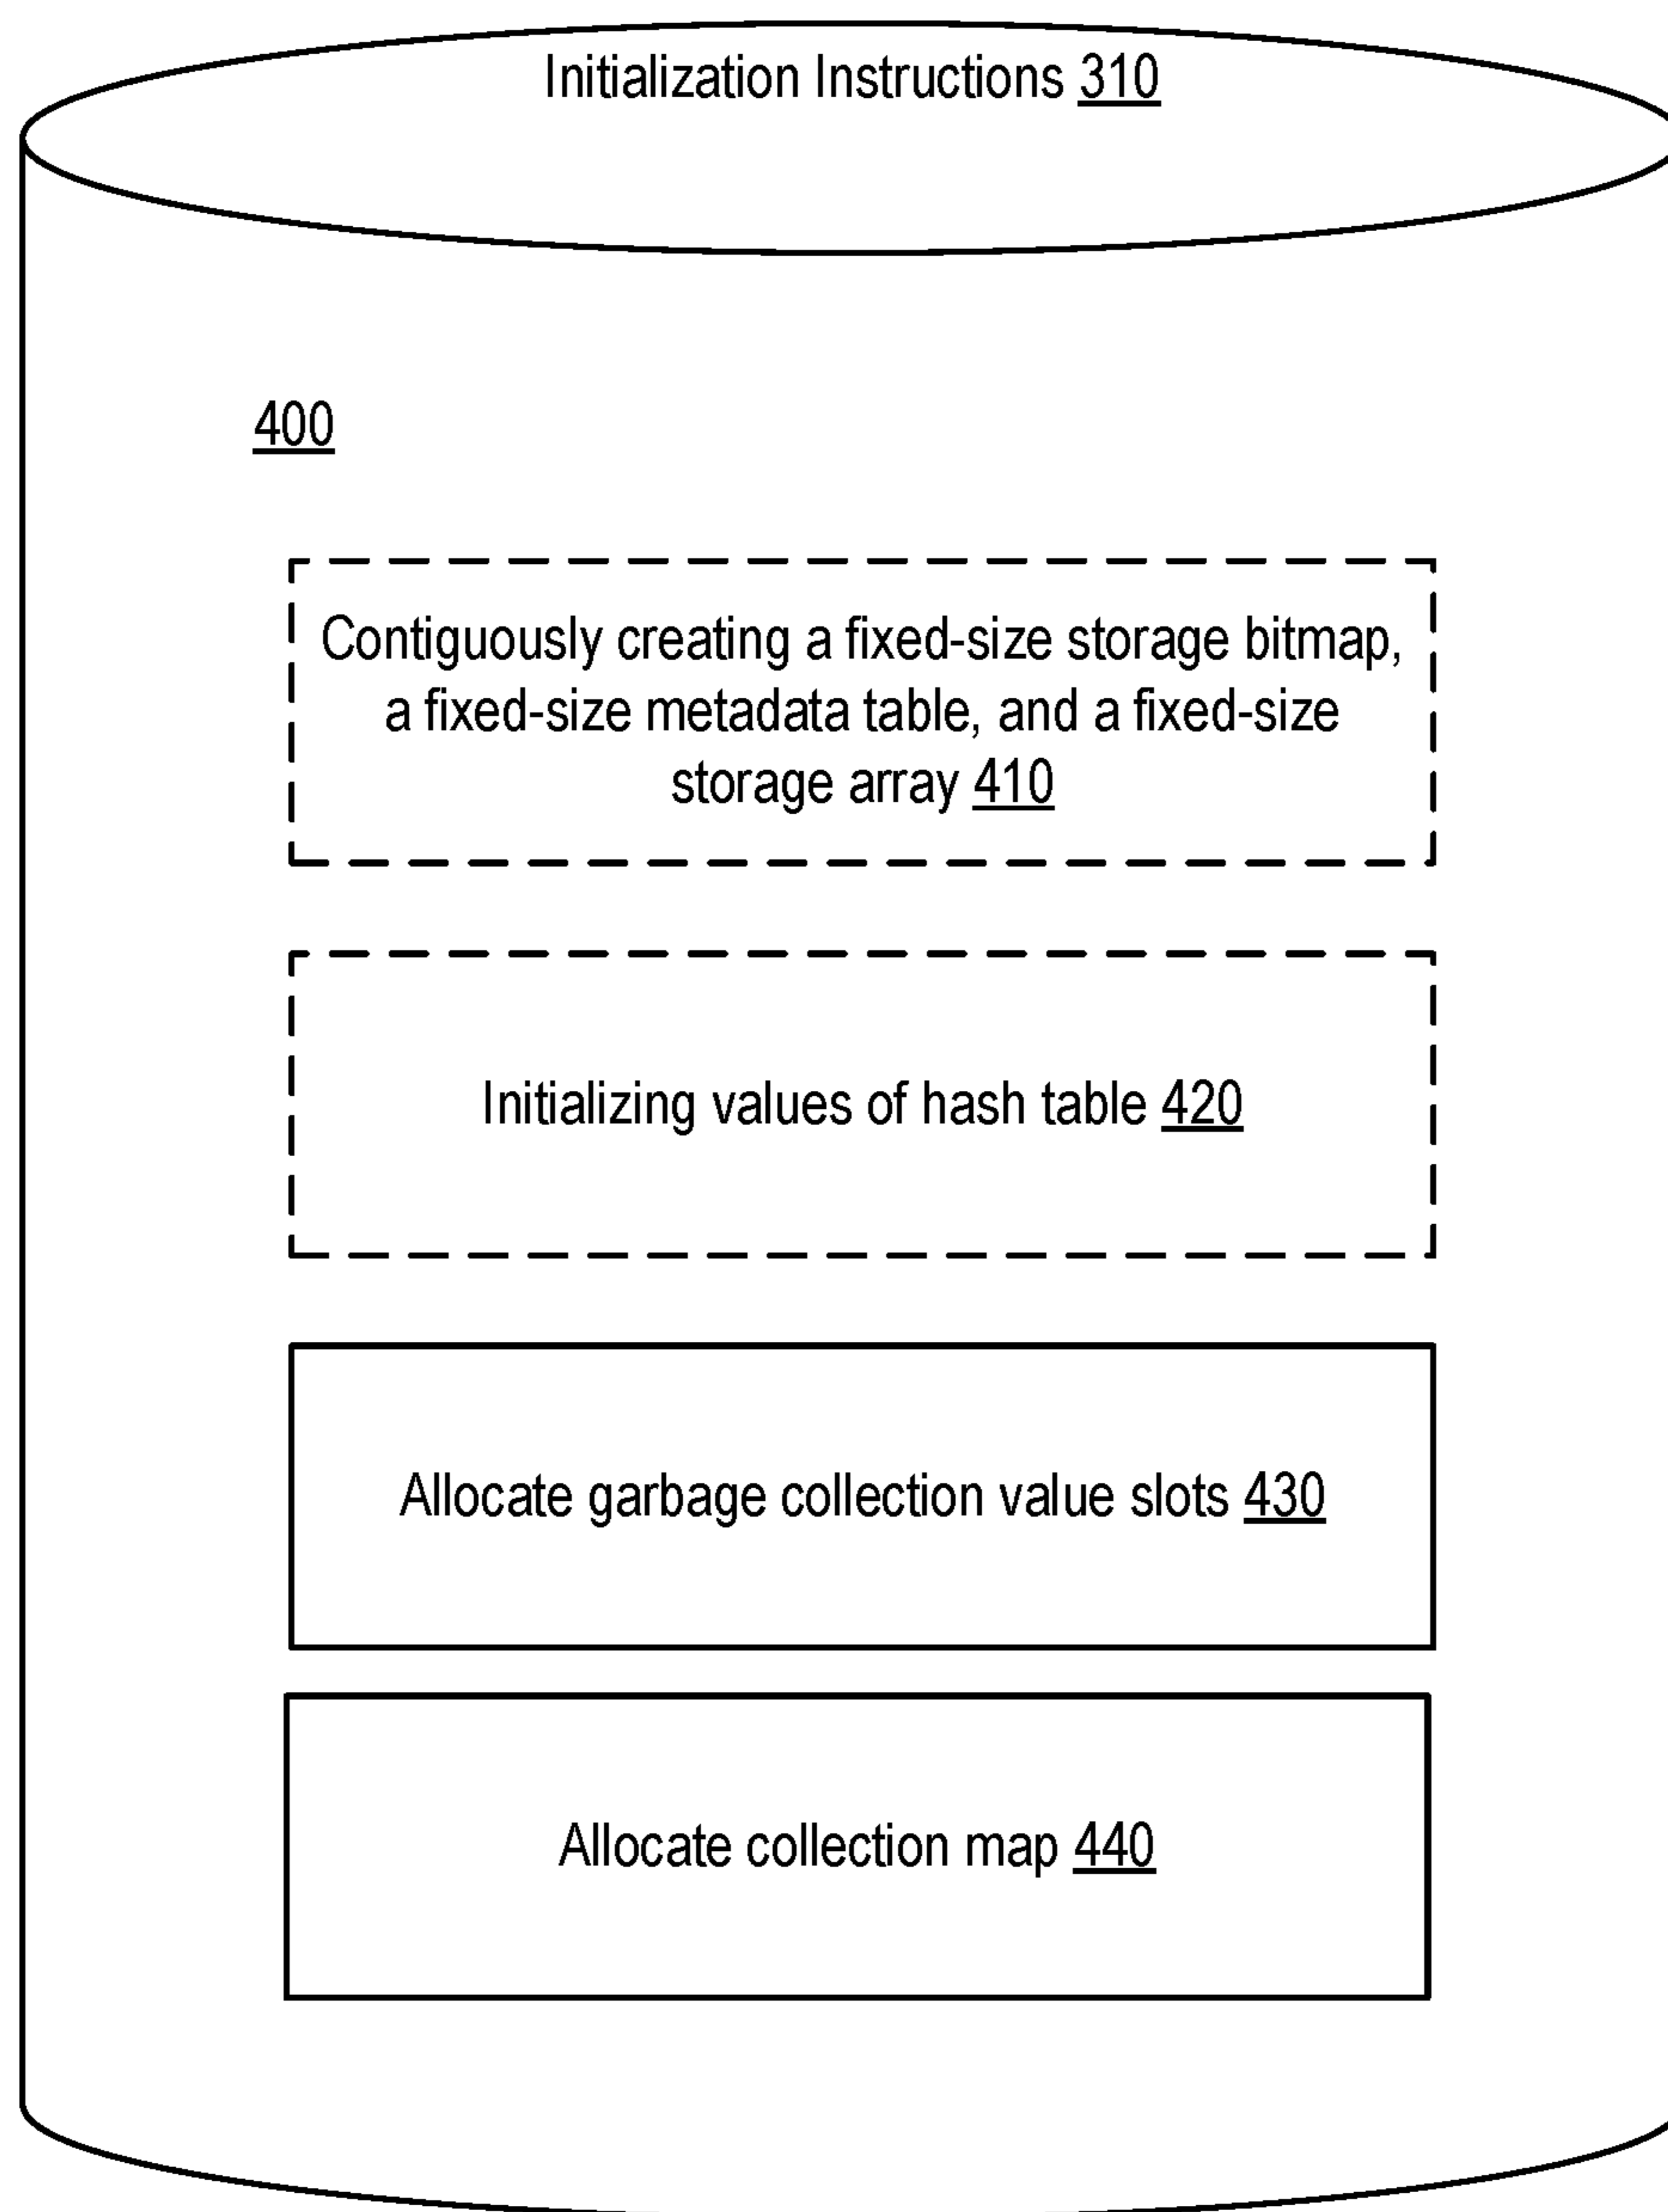 Initialization Instructions 310
400
Contiguously creating a fixed-size storage bitmap,
a fixed-size metadata table, and a fixed-size
storage array 410
Initializing values of hash table 420
Allocate garbage collection value slots 430
Allocate collection map 440